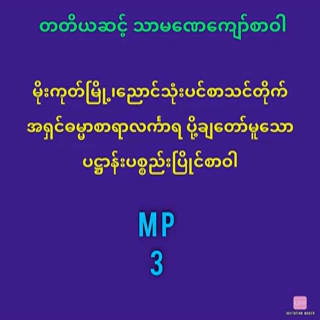 တတိယဆင့် သာမဏေကျော်စာဝါ
မိုးကုတ်မြို့၊ညောင်သုံးပင်စာသင်တိုက်
အရှင်ဓမ္မာစာရာလင်္ကာရ ပို့ချတော်မူသော
ပဋ္ဌာန်းပစ္စည်းပြိုင်စာဝါ
MP
3
INVITATION MAKER